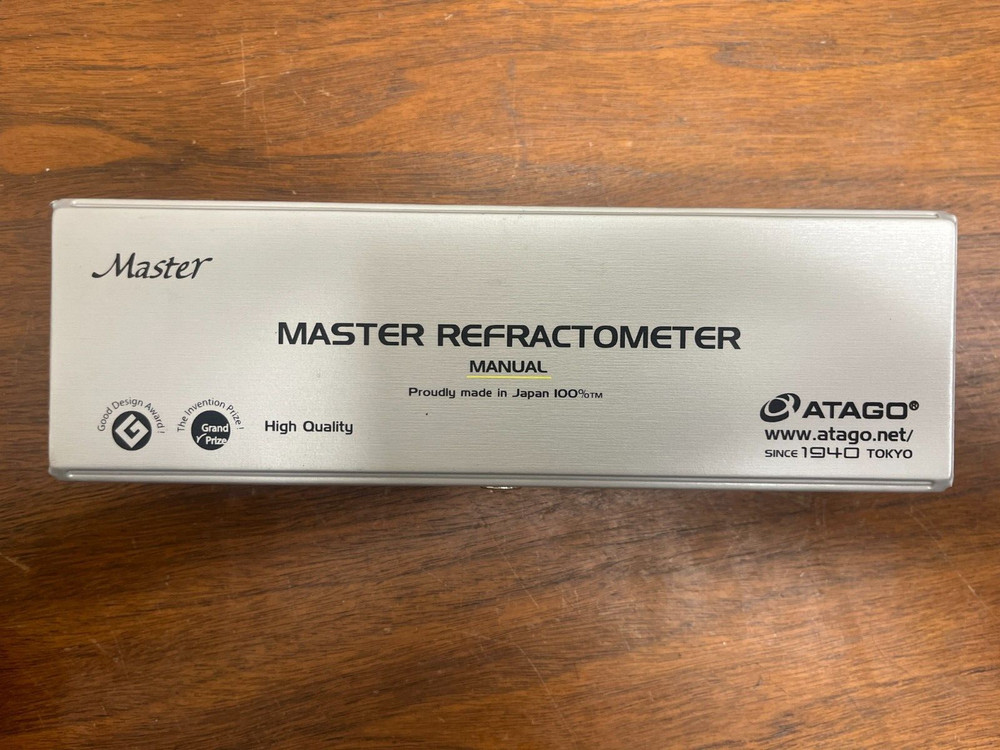 Master
MASTER REFRACTOMETER
MANUAL
Proudly made in Japan 100%™
Good Design Award!
The Invention Prize!
Grand
Prize
High Quality
ATAGO®
www.atago.net/
SINCE 1940 TOKYO